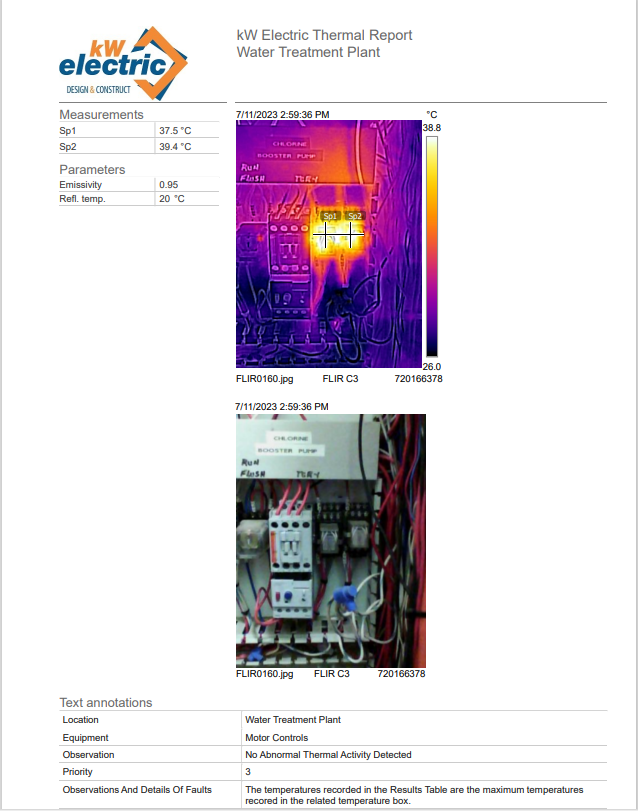 kW
electric
DESIGN & CONSTRUCT
kW Electric Thermal Report
Water Treatment Plant
Measurements
Sp1 37.5 °C
Sp2 39.4 °C
Parameters
Emissivity 0.95
Refl. temp. 20 °C
7/11/2023 2:59:36 PM
°C
38.8
CHLORINE
BOOSTER PUMP
RUN
FLUSH TDR-1
Sp1 Sp2
26.0
FLIR0160.jpg FLIR C3 720166378
7/11/2023 2:59:36 PM
CHLORINE
BOOSTER PUMP
RUN
FLUSH TDR-1
FLIR0160.jpg FLIR C3 720166378
Text annotations
Location Water Treatment Plant
Equipment Motor Controls
Observation No Abnormal Thermal Activity Detected
Priority 3
Observations And Details Of Faults The temperatures recorded in the Results Table are the maximum temperatures
recored in the related temperature box.